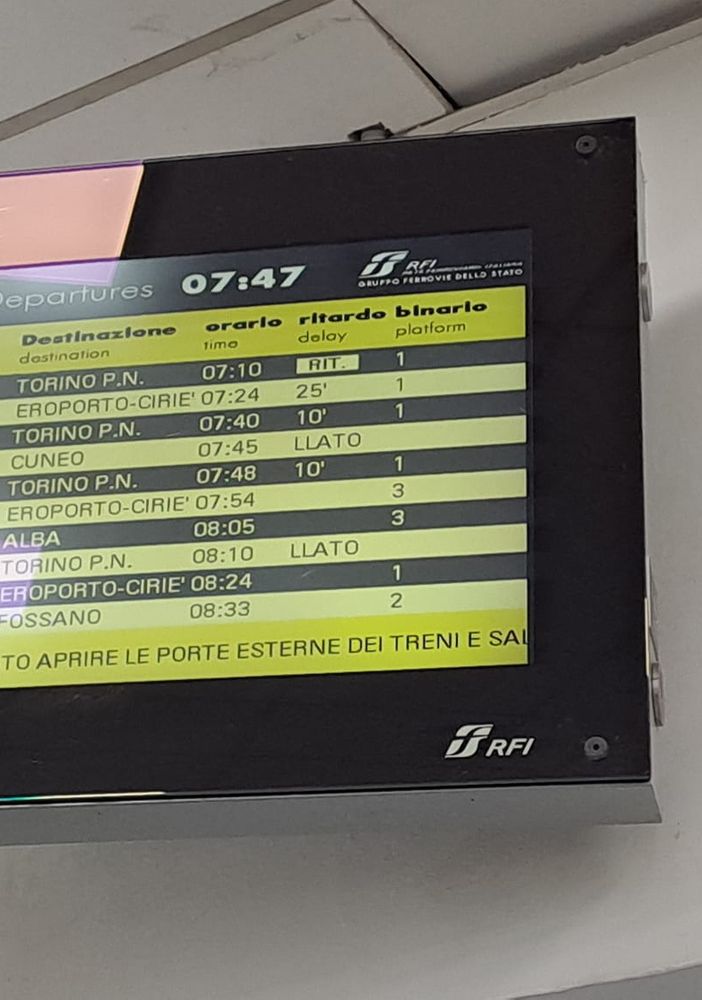 Departures 07:47 RFI
RETE FERROVIARIA ITALIANA
GRUPPO FERROVIE DELLO STATO
Destinazione orario ritardo binario
destination time delay platform
TORINO P.N. 07:10 RIT. 1
EROPORTO-CIRIE' 07:24 25' 1
TORINO P.N. 07:40 10' 1
CUNEO 07:45 LLATO
TORINO P.N. 07:48 10' 1
EROPORTO-CIRIE' 07:54 3
ALBA 08:05 3
TORINO P.N. 08:10 LLATO
EROPORTO-CIRIE' 08:24 1
FOSSANO 08:33 2
TO APRIRE LE PORTE ESTERNE DEI TRENI E SAL
RFI